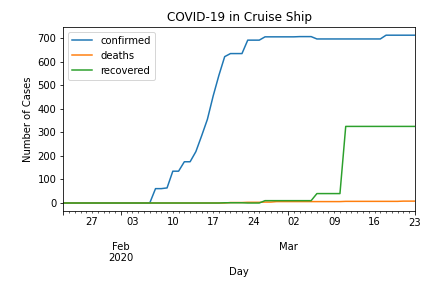 COVID-19 in Cruise Ship
confirmed
deaths
recovered
Number of Cases
700
600
500
400
300
200
100
0
27 03 10 17 24 02 09 16 23
Feb Mar
2020
Day